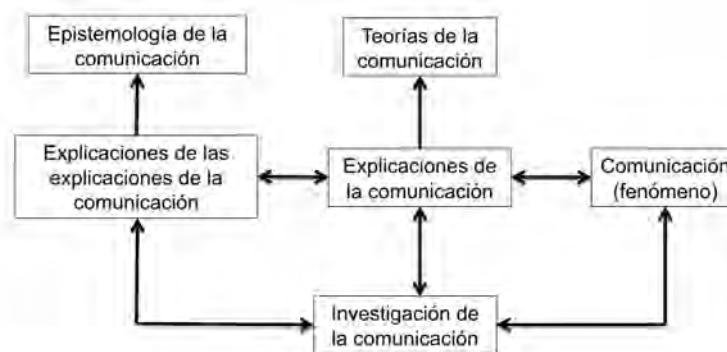 Epistemología de la
comunicación
Teorías de la
comunicación
Explicaciones de las
explicaciones de la
comunicación
Explicaciones de
la comunicación
Comunicación
(fenómeno)
Investigación de
la comunicación